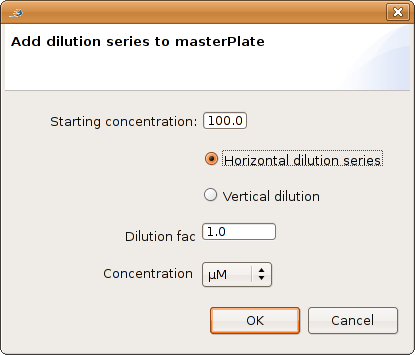 Add dilution series to masterPlate
Starting concentration: 100.0
Horizontal dilution series
Vertical dilution
Dilution fac 1.0
Concentration µM
OK Cancel